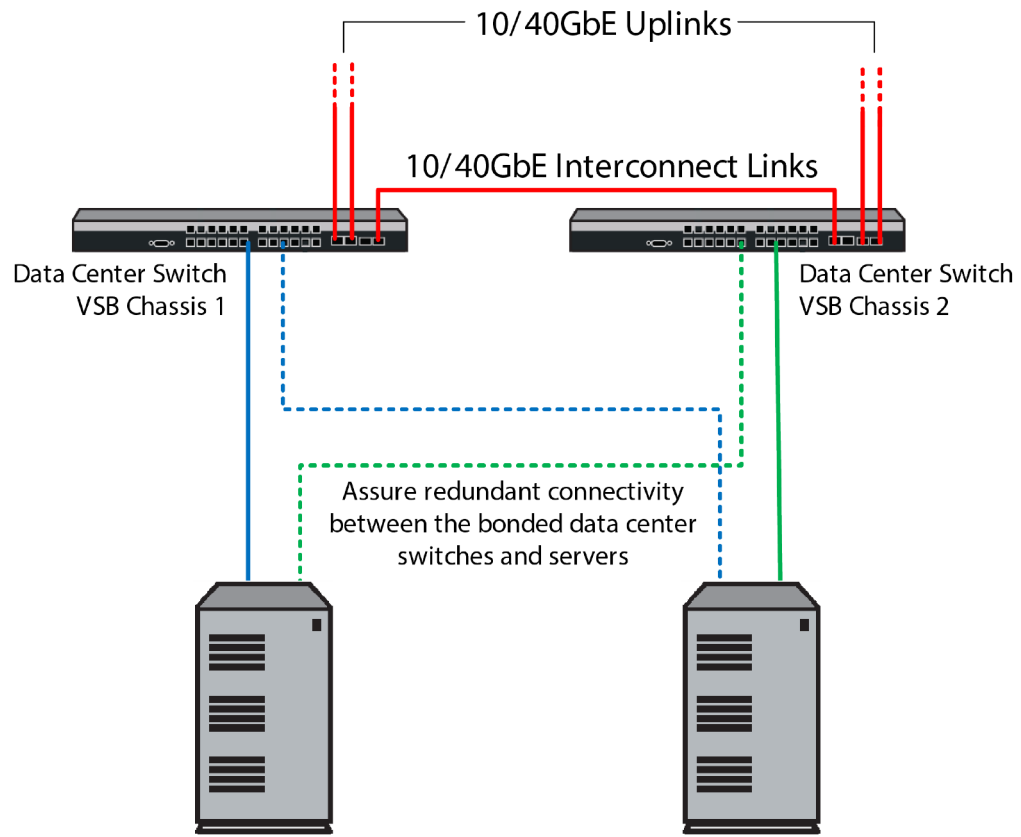 10/40GbE Uplinks
10/40GbE Interconnect Links
Data Center Switch
VSB Chassis 1
Data Center Switch
VSB Chassis 2
Assure redundant connectivity
between the bonded data center
switches and servers